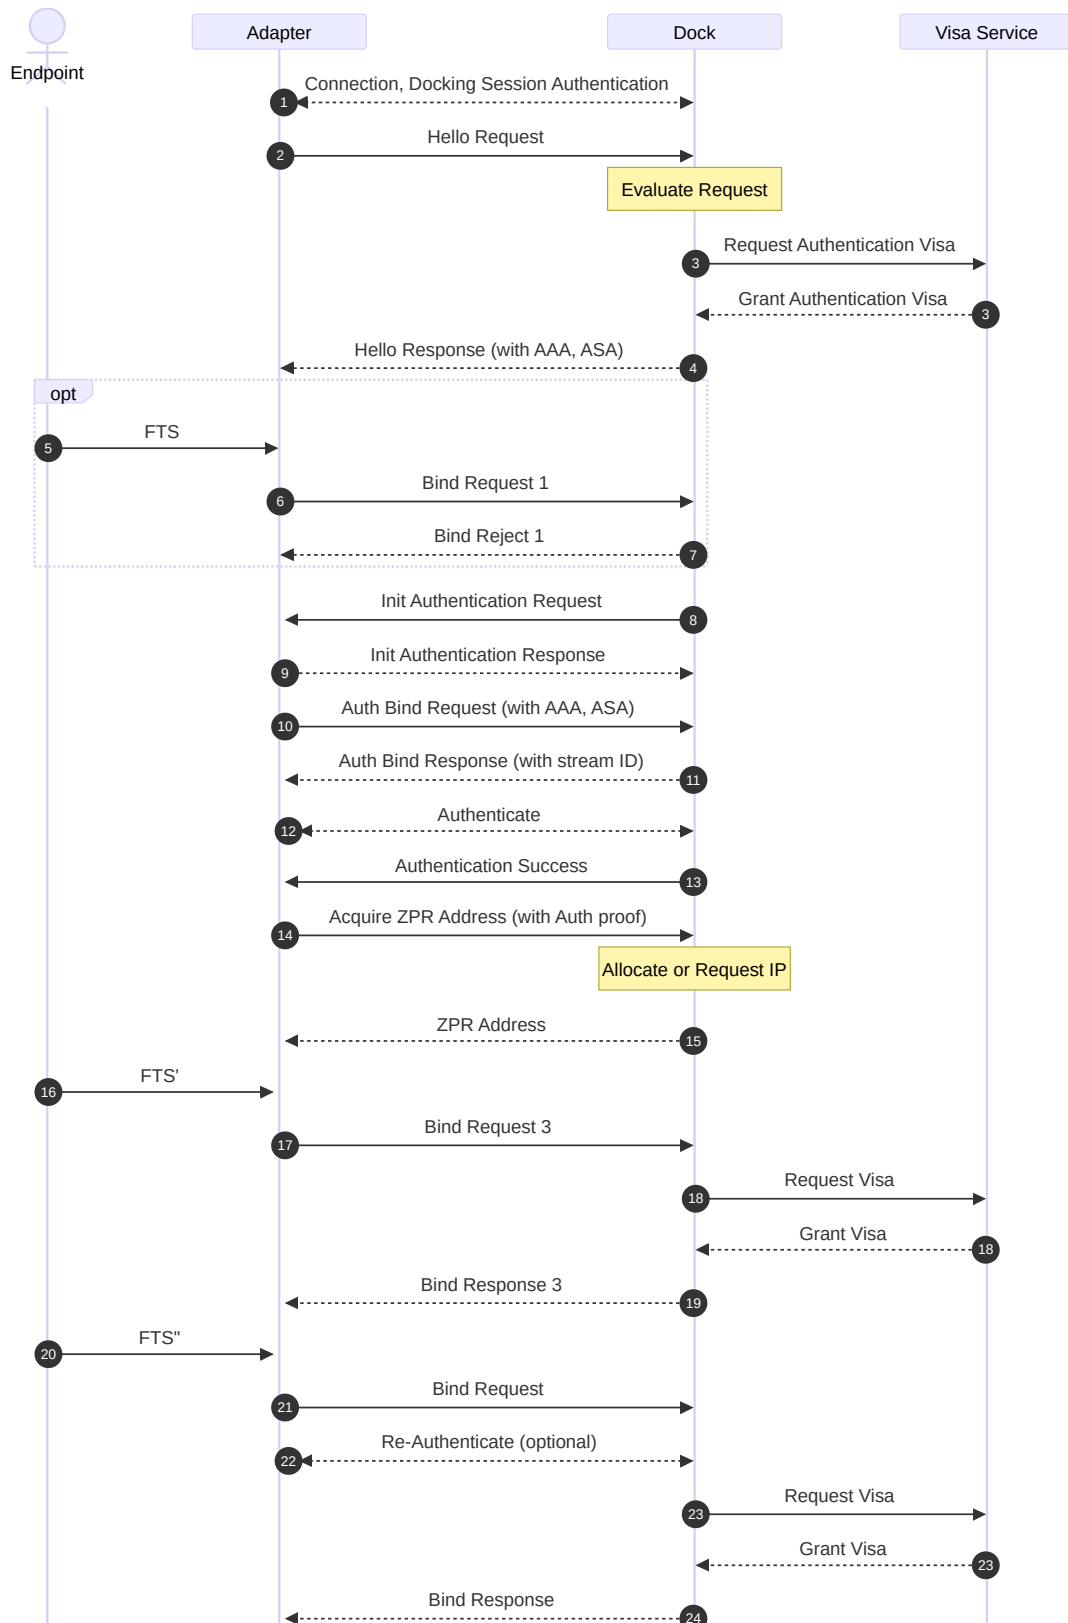 Endpoint
Adapter
Dock
Visa Service
1 Connection, Docking Session Authentication
2 Hello Request
Evaluate Request
3 Request Authentication Visa
3 Grant Authentication Visa
4 Hello Response (with AAA, ASA)
opt
5 FTS
6 Bind Request 1
7 Bind Reject 1
8 Init Authentication Request
9 Init Authentication Response
10 Auth Bind Request (with AAA, ASA)
11 Auth Bind Response (with stream ID)
12 Authenticate
13 Authentication Success
14 Acquire ZPR Address (with Auth proof)
Allocate or Request IP
15 ZPR Address
16 FTS'
17 Bind Request 3
18 Request Visa
18 Grant Visa
19 Bind Response 3
20 FTS"
21 Bind Request
22 Re-Authenticate (optional)
23 Request Visa
23 Grant Visa
24 Bind Response